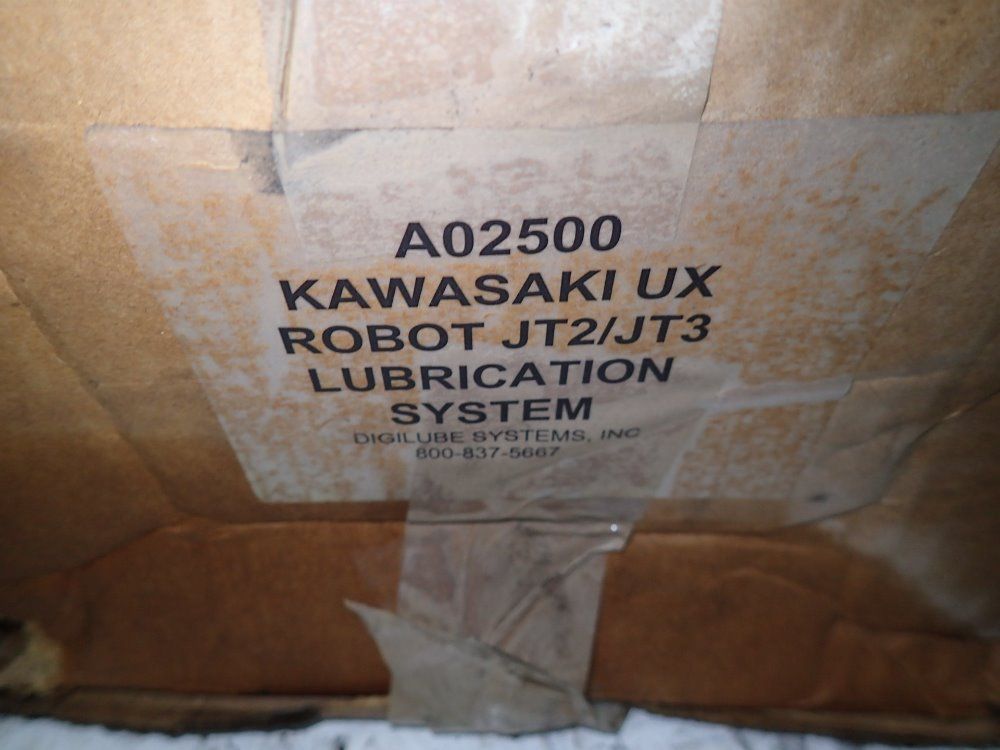 A02500
KAWASAKI UX
ROBOT JT2/JT3
LUBRICATION
SYSTEM
DIGILUBE SYSTEMS, INC
800-837-5667